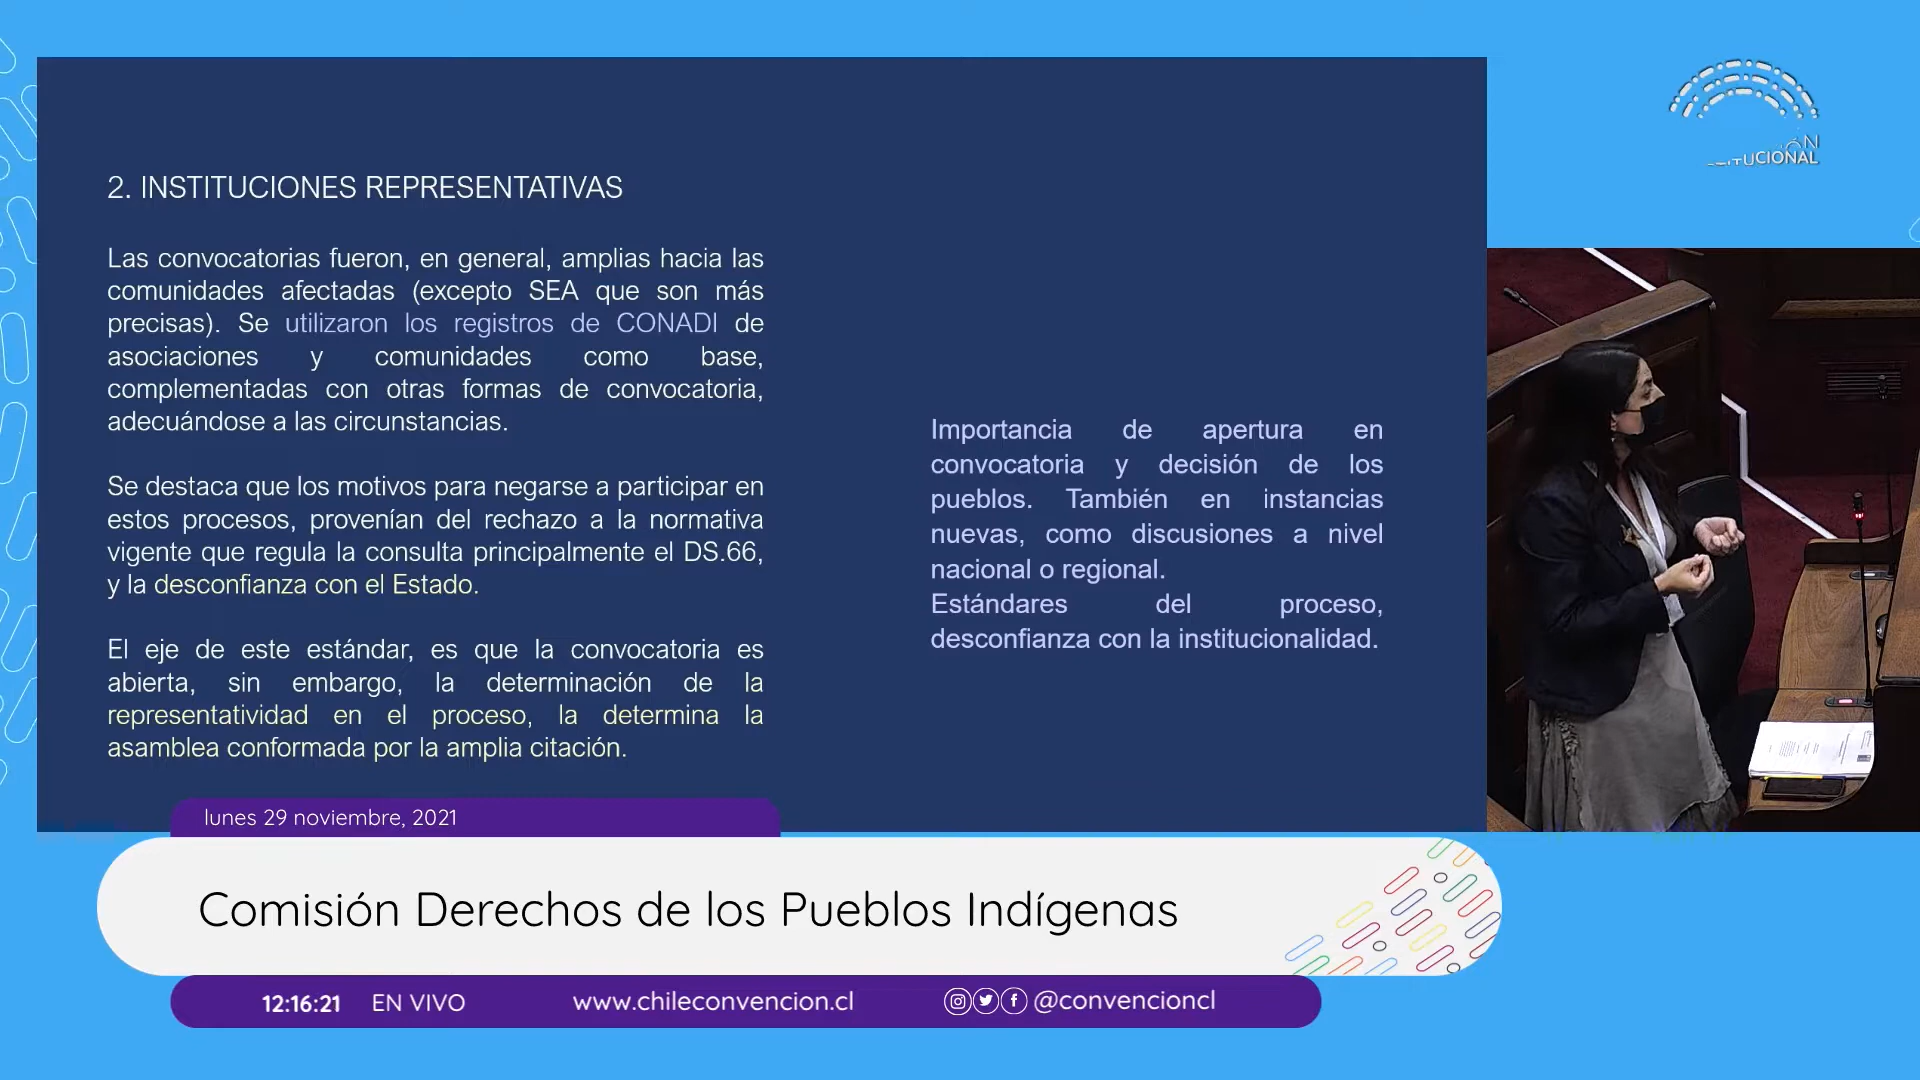 2. INSTITUCIONES REPRESENTATIVAS
Las convocatorias fueron, en general, amplias hacia las
comunidades afectadas (excepto SEA que son más
precisas). Se utilizaron los registros de CONADI de
asociaciones y comunidades como base,
complementadas con otras formas de convocatoria,
adecuándose a las circunstancias.
Se destaca que los motivos para negarse a participar en
estos procesos, provenían del rechazo a la normativa
vigente que regula la consulta principalmente el DS.66,
y la desconfianza con el Estado.
El eje de este estándar, es que la convocatoria es
abierta, sin embargo, la determinación de la
representatividad en el proceso, la determina la
asamblea conformada por la amplia citación.
Importancia de apertura en
convocatoria y decisión de los
pueblos. También en instancias
nuevas, como discusiones a nivel
nacional o regional.
Estándares del proceso,
desconfianza con la institucionalidad.
lunes 29 noviembre, 2021
Comisión Derechos de los Pueblos Indígenas
12:16:21 EN VIVO www.chileconvencion.cl @convencioncl